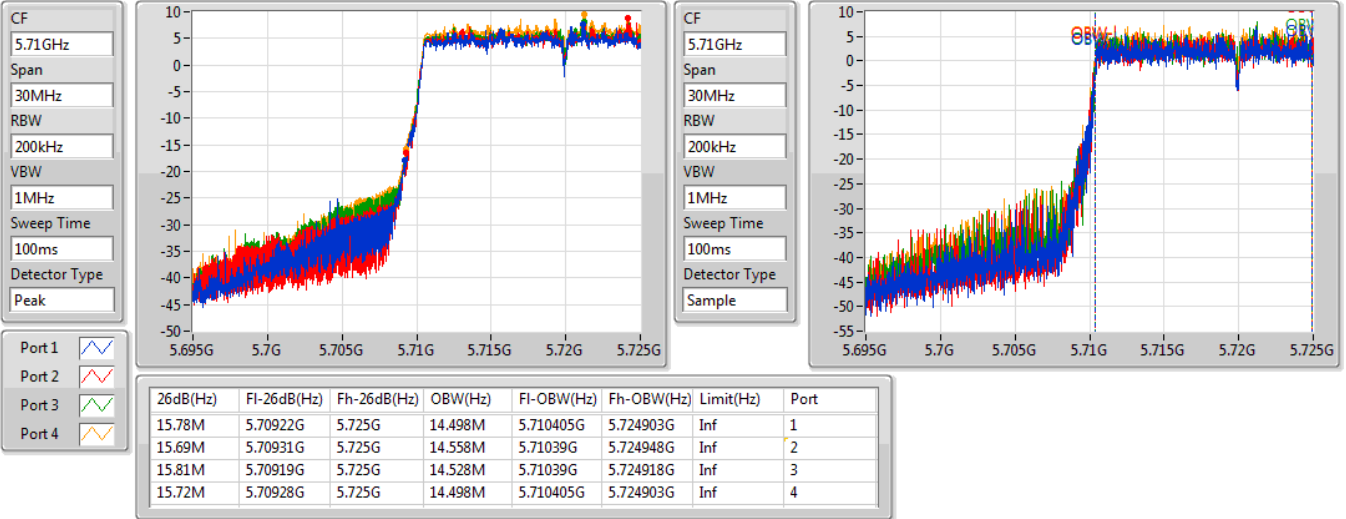 CF
5.71GHz
Span
30MHz
RBW
200kHz
VBW
1MHz
Sweep Time
100ms
Detector Type
Peak
10
5
0
-5
-10
-15
-20
-25
-30
-35
-40
-45
-50
5.695G 5.7G 5.705G 5.71G 5.715G 5.72G 5.725G
CF
5.71GHz
Span
30MHz
RBW
200kHz
VBW
1MHz
Sweep Time
100ms
Detector Type
Sample
10
5
0
-5
-10
-15
-20
-25
-30
-35
-40
-45
-50
-55
5.695G 5.7G 5.705G 5.71G 5.715G 5.72G 5.725G
Port 1
Port 2
Port 3
Port 4
26dB(Hz) Fl-26dB(Hz) Fh-26dB(Hz) OBW(Hz) Fl-OBW(Hz) Fh-OBW(Hz) Limit(Hz) Port
15.78M 5.70922G 5.725G 14.498M 5.710405G 5.724903G Inf 1
15.69M 5.70931G 5.725G 14.558M 5.71039G 5.724948G Inf 2
15.81M 5.70919G 5.725G 14.528M 5.71039G 5.724918G Inf 3
15.72M 5.70928G 5.725G 14.498M 5.710405G 5.724903G Inf 4